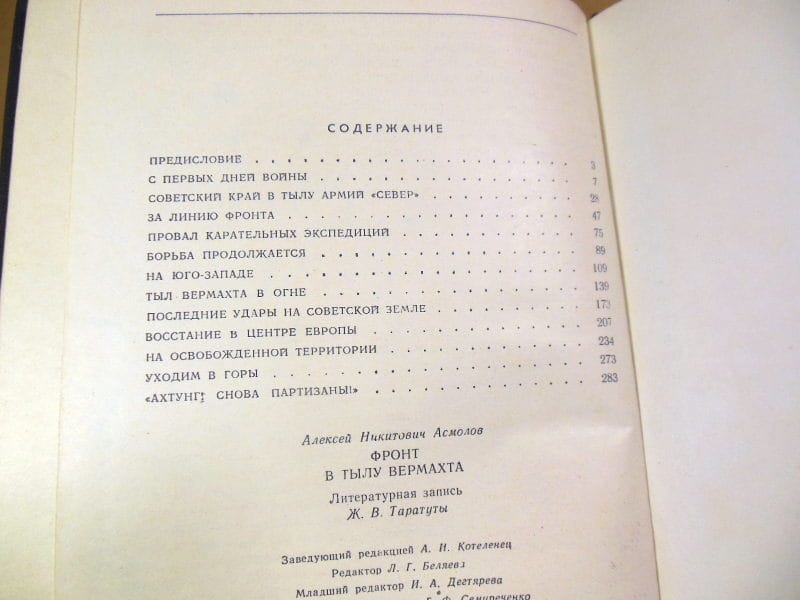 СОДЕРЖАНИЕ
ПРЕДИСЛОВИЕ . . . . . . . . . . . . . . . . . 3
С ПЕРВЫХ ДНЕЙ ВОЙНЫ . . . . . . . . . . . . . . 7
СОВЕТСКИЙ КРАЙ В ТЫЛУ АРМИЙ «СЕВЕР» . . . . . . . . . 28
ЗА ЛИНИЮ ФРОНТА . . . . . . . . . . . . . . . 47
ПРОВАЛ КАРАТЕЛЬНЫХ ЭКСПЕДИЦИЙ . . . . . . . . . . 75
БОРЬБА ПРОДОЛЖАЕТСЯ . . . . . . . . . . . . . . 89
НА ЮГО-ЗАПАДЕ . . . . . . . . . . . . . . . . 109
ТЫЛ ВЕРМАХТА В ОГНЕ . . . . . . . . . . . . . . 139
ПОСЛЕДНИЕ УДАРЫ НА СОВЕТСКОЙ ЗЕМЛЕ . . . . . . . . . 173
ВОССТАНИЕ В ЦЕНТРЕ ЕВРОПЫ . . . . . . . . . . . . 207
НА ОСВОБОЖДЕННОЙ ТЕРРИТОРИИ . . . . . . . . . . . 234
УХОДИМ В ГОРЫ . . . . . . . . . . . . . . . . 273
«АХТУНГ! СНОВА ПАРТИЗАНЫ!» . . . . . . . . . . . . 283
Алексей Никитович Асмолов
ФРОНТ
В ТЫЛУ ВЕРМАХТА
Литературная запись
Ж. В. Таратуты
Заведующий редакцией А. И. Котеленец
Редактор Л. Г. Беляева
Младший редактор И. А. Дегтярева
Ф. Семиреченко